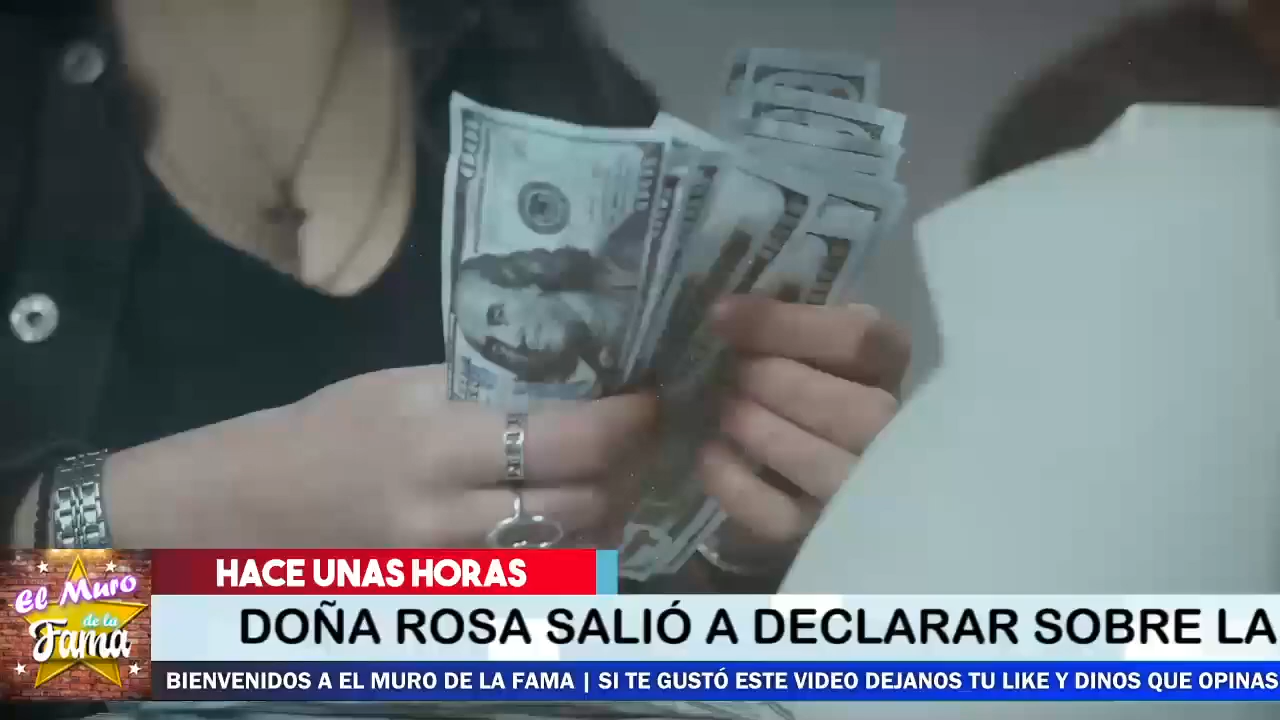 HACE UNAS HORAS
DOÑA ROSA SALIÓ A DECLARAR SOBRE LA
El Muro
de la
Fama
BIENVENIDOS A EL MURO DE LA FAMA | SI TE GUSTÓ ESTE VIDEO DEJANOS TU LIKE Y DINOS QUE OPINAS